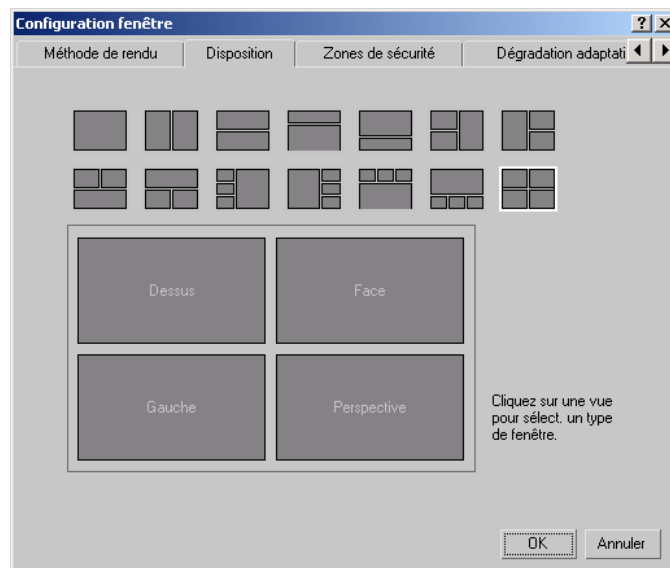 Configuration fenêtre
Méthode de rendu
Disposition
Zones de sécurité
Dégradation adaptati
Dessus
Face
Gauche
Perspective
Cliquez sur une vue
pour sélect. un type
de fenêtre.
OK
Annuler